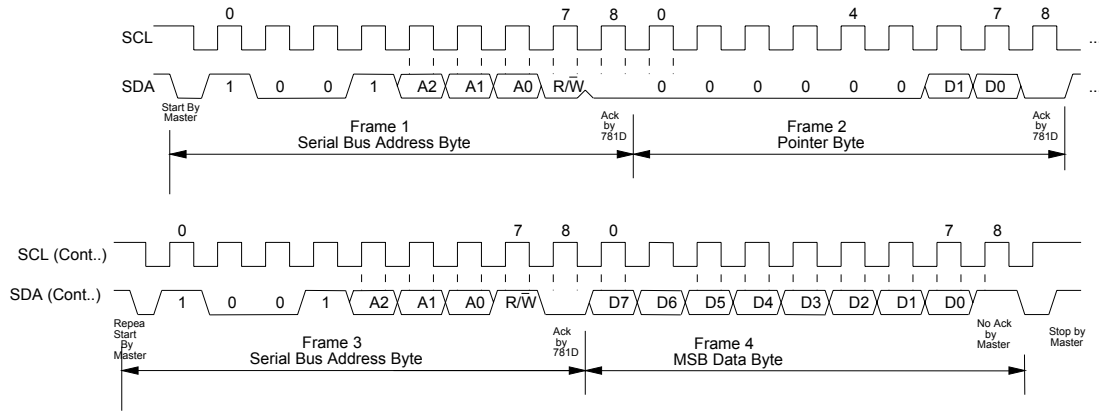 0 7 8 0 4 7 8
SCL ...
SDA 1 0 0 1 A2 A1 A0 R/W̅ 0 0 0 0 0 0 D1 D0 ...
Start By
Master
Ack
by
781D
Ack
by
781D
Frame 1
Serial Bus Address Byte
Frame 2
Pointer Byte
0 7 8 0 7 8
SCL (Cont..)
SDA (Cont..) 1 0 0 1 A2 A1 A0 R/W̅ D7 D6 D5 D4 D3 D2 D1 D0
Repea
Start
By
Master
Ack
by
781D
No Ack
by
Master
Stop by
Master
Frame 3
Serial Bus Address Byte
Frame 4
MSB Data Byte